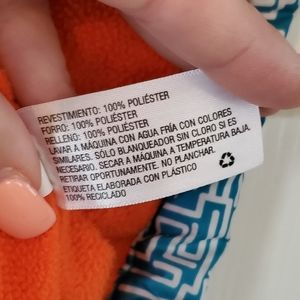 REVESTIMIENTO: 100% POLIÉSTER
FORRO: 100% POLIÉSTER
RELLENO: 100% POLIÉSTER
LAVAR A MÁQUINA CON AGUA FRÍA CON COLORES
SIMILARES. SÓLO BLANQUEADOR SIN CLORO SI ES
NECESARIO. SECAR A MÁQUINA A TEMPERATURA BAJA.
RETIRAR OPORTUNAMENTE. NO PLANCHAR.
ETIQUETA ELABORADA CON PLÁSTICO
100% RECICLADO